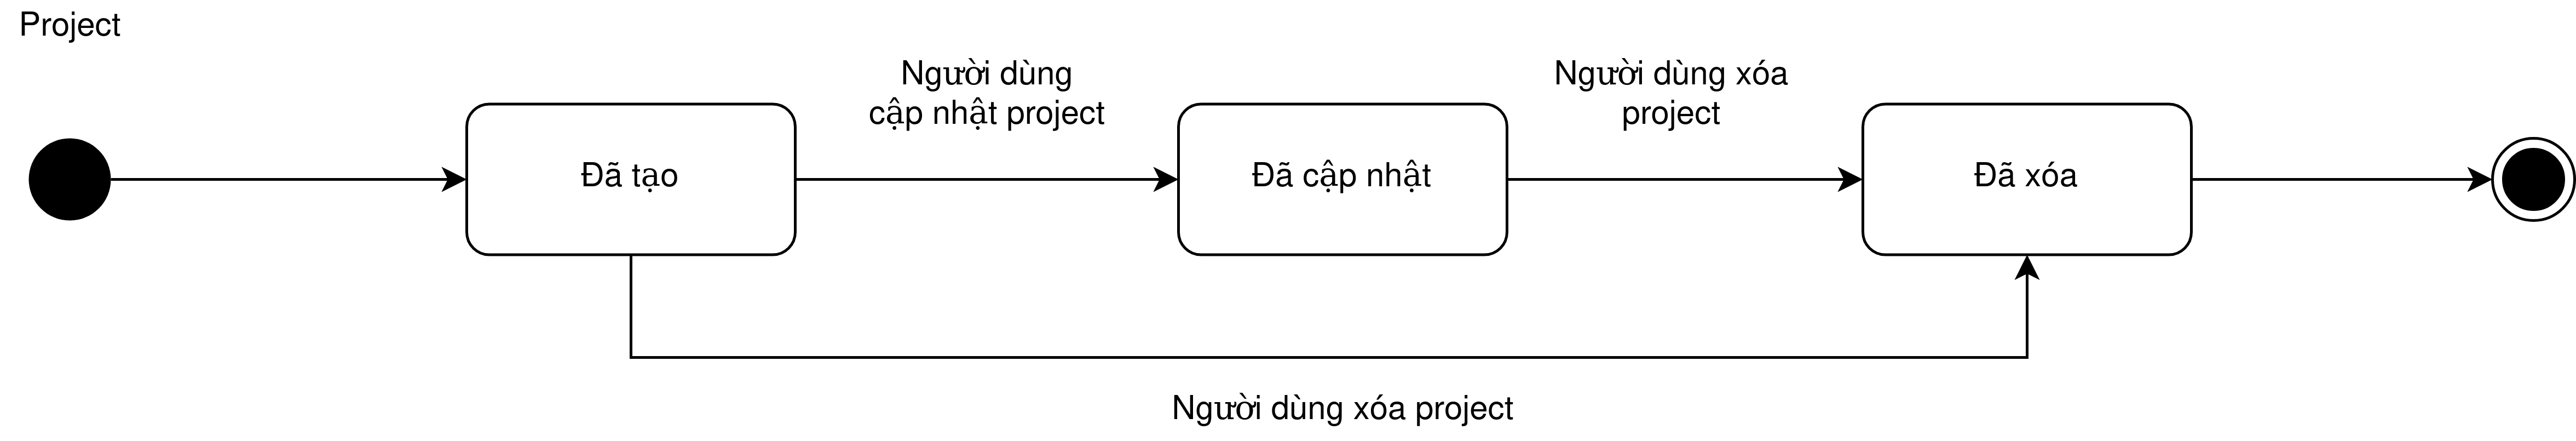 Project
Người dùng
cập nhật project
Người dùng xóa
project
Đã tạo
Đã cập nhật
Đã xóa
Người dùng xóa project